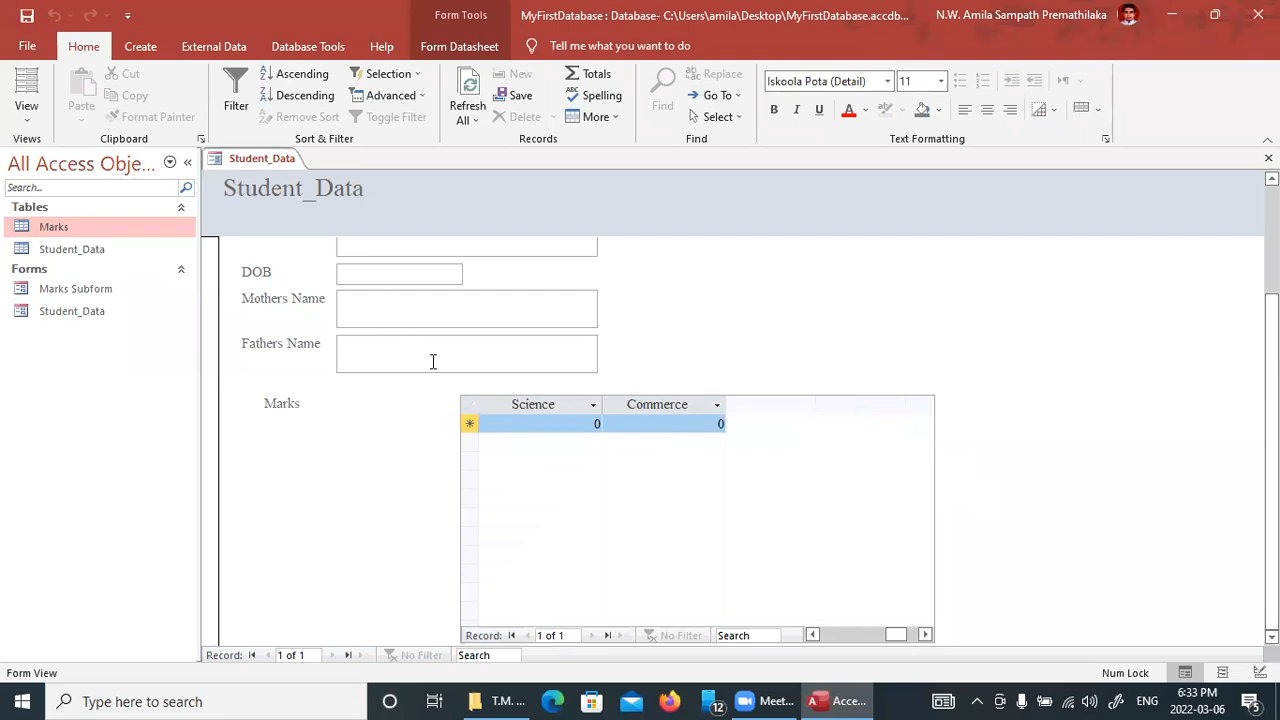 Form Tools
MyFirstDatabase : Database- C:\Users\amila\Desktop\MyFirstDatabase.accdb...
N.W. Amila Sampath Premathilaka
File Home Create External Data Database Tools Help Form Datasheet Tell me what you want to do
View
Views
Paste
Cut
Copy
Format Painter
Clipboard
Filter
Ascending
Descending
Remove Sort
Selection
Advanced
Toggle Filter
Sort & Filter
Refresh
All
New
Save
Delete
Totals
Spelling
More
Records
Find
Replace
Go To
Select
Find
Iskoola Pota (Detail) 11
B I U A
Text Formatting
All Access Obje...
Search...
Tables
Marks
Student_Data
Forms
Marks Subform
Student_Data
Student_Data
Student_Data
DOB
Mothers Name
Fathers Name
Marks
Science Commerce
0 0
Record: 1 of 1 No Filter Search
Record: 1 of 1 No Filter Search
Form View
Num Lock
Type here to search
T.M. ...
12
Meet...
Acce...
ENG
6:33 PM
2022-03-06
5